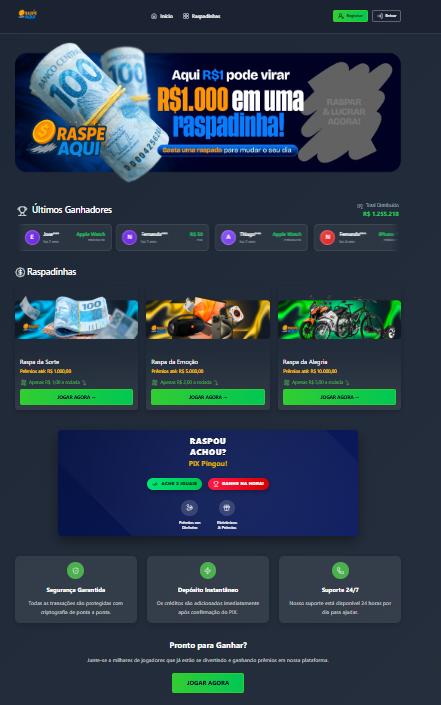 RASPE AQUI
Início
Raspadinhas
Registrar
Entrar
BANCO CENTRAL
100
Aqui R$1 pode virar
R$1.000 em uma
raspadinha!
Basta uma raspada para mudar o seu dia
RASPAR
& LUCRAR
AGORA!
RASPE
AQUI
Últimos Ganhadores
Total Distribuído
R$ 1.255.218
Jose***
Apple Watch
Fernanda***
R$ 50
PIX
Thiago***
Apple Watch
Fernanda***
iPhone
Raspadinhas
Raspa da Sorte
Prêmios até R$ 1.000,00
Apenas R$ 1,00 a rodada
JOGAR AGORA →
Raspa da Emoção
Prêmios até R$ 5.000,00
Apenas R$ 2,00 a rodada
JOGAR AGORA →
Raspa da Alegria
Prêmios até R$ 10.000,00
Apenas R$ 5,00 a rodada
JOGAR AGORA →
RASPOU
ACHOU?
PIX Pingou!
ACHE 3 IGUAIS
GANHE NA HORA!
Prêmios em
Dinheiro
Eletrônicos
& Prêmios
Segurança Garantida
Todas as transações são protegidas com
criptografia de ponta a ponta.
Depósito Instantâneo
Os créditos são adicionados imediatamente
após confirmação do PIX.
Suporte 24/7
Nosso suporte está disponível 24 horas por
dia para ajudar.
Pronto para Ganhar?
Junte-se a milhares de jogadores que já estão se divertindo e ganhando prêmios em nossa plataforma.
JOGAR AGORA